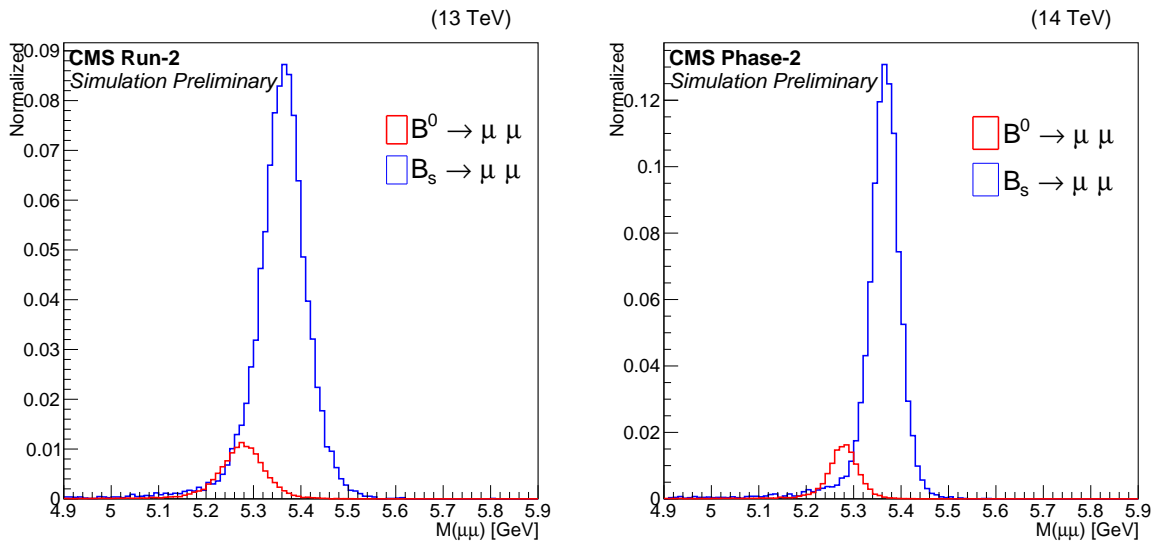 (13 TeV)
CMS Run-2
Simulation Preliminary
Normalized
0.09
0.08
0.07
0.06
0.05
0.04
0.03
0.02
0.01
0
B⁰ → μ μ
Bₛ → μ μ
4.9 5 5.1 5.2 5.3 5.4 5.5 5.6 5.7 5.8 5.9
M(μμ) [GeV]
(14 TeV)
CMS Phase-2
Simulation Preliminary
Normalized
0.12
0.1
0.08
0.06
0.04
0.02
0
B⁰ → μ μ
Bₛ → μ μ
4.9 5 5.1 5.2 5.3 5.4 5.5 5.6 5.7 5.8 5.9
M(μμ) [GeV]